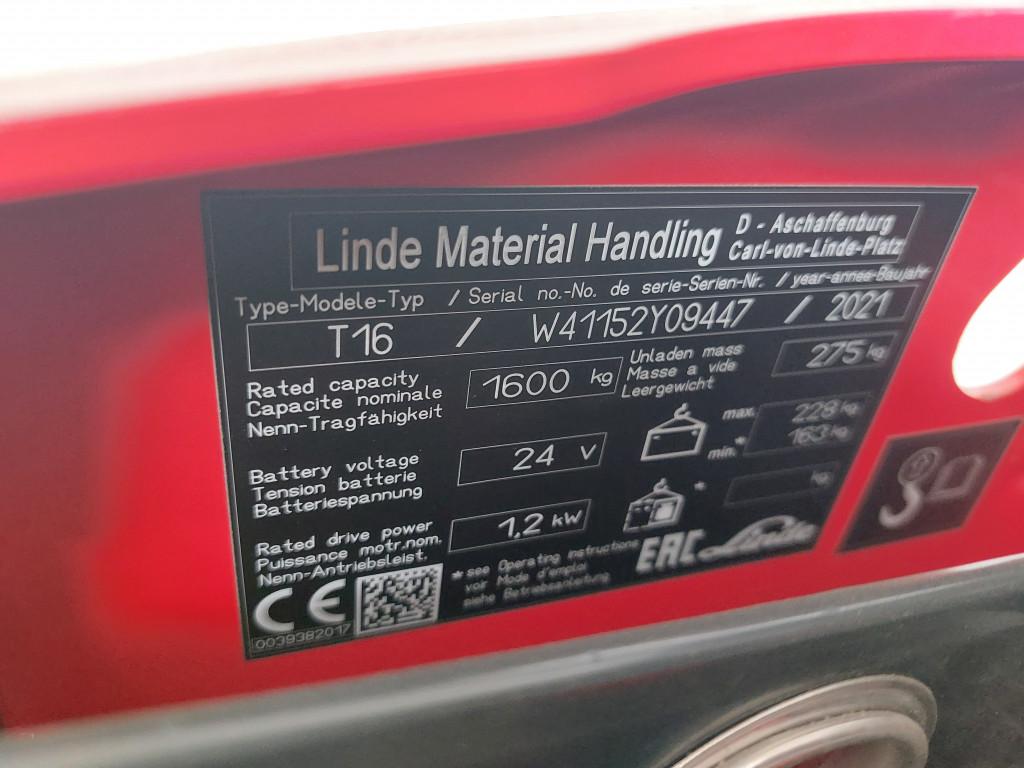 Linde Material Handling
D - Aschaffenburg
Carl-von-Linde-Platz
Type-Modele-Typ / Serial no.-No. de serie-Serien-Nr. / year-annee-Baujahr
T16 / W41152Y09447 / 2021
Rated capacity
Capacite nominale
Nenn-Tragfähigkeit
1600 kg
Unladen mass
Masse a vide
Leergewicht
275 kg
Battery voltage
Tension batterie
Batteriespannung
24 V
max. 228 kg
min.* 163 kg
Rated drive power
Puissance motr.nom.
Nenn-Antriebsleist.
1,2 kW
* kg
CE
0039382017
* see Operating instructions
voir Mode d'emploi
siehe Betriebsanleitung
EAC Linde